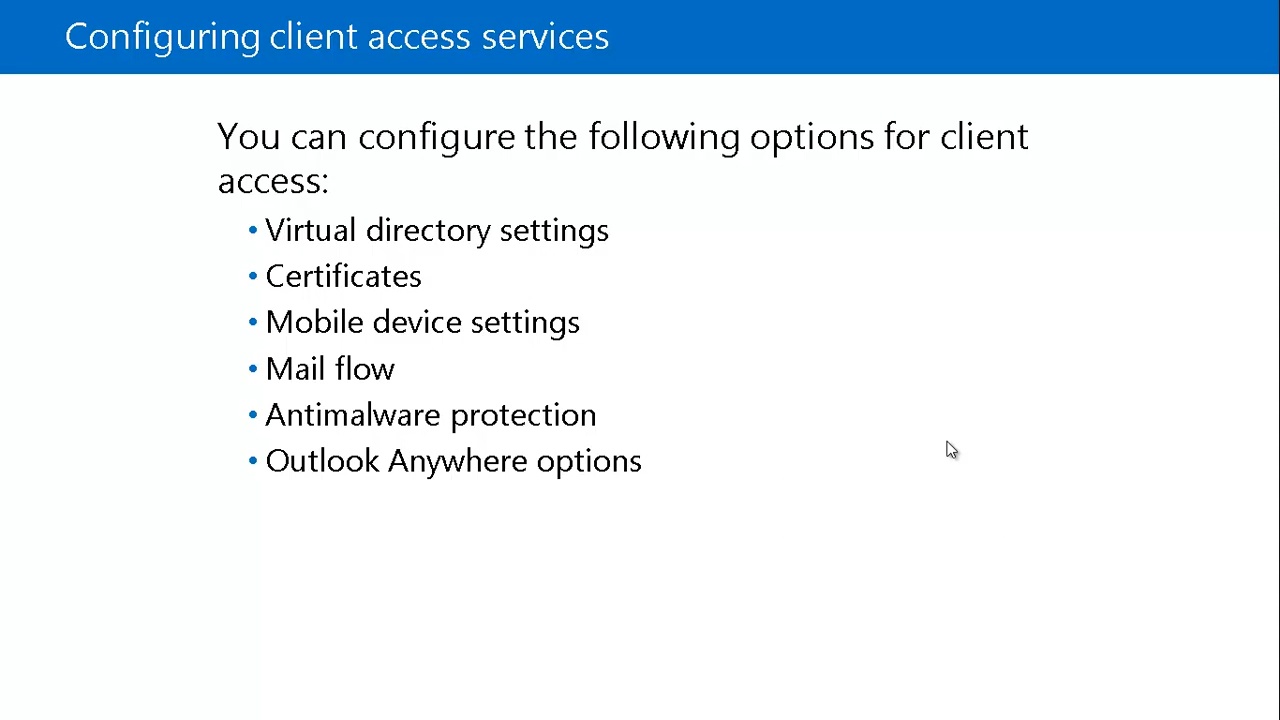 Configuring client access services
You can configure the following options for client
access:
• Virtual directory settings
• Certificates
• Mobile device settings
• Mail flow
• Antimalware protection
• Outlook Anywhere options